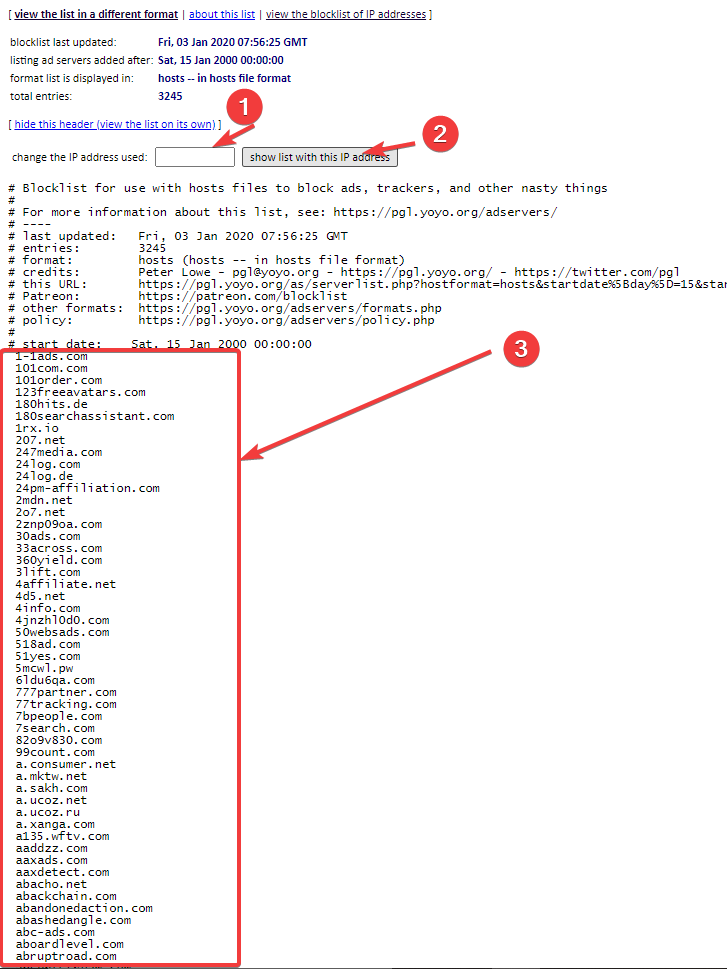 [ view the list in a different format | about this list | view the blocklist of IP addresses ]
blocklist last updated: Fri, 03 Jan 2020 07:56:25 GMT
listing ad servers added after: Sat, 15 Jan 2000 00:00:00
format list is displayed in: hosts -- in hosts file format
total entries: 3245
1
[ hide this header (view the list on its own) ]
2
change the IP address used: show list with this IP address
# Blocklist for use with hosts files to block ads, trackers, and other nasty things
#
# For more information about this list, see: https://pgl.yoyo.org/adservers/
# ----
# last updated: Fri, 03 Jan 2020 07:56:25 GMT
# entries: 3245
# format: hosts (hosts -- in hosts file format)
# credits: Peter Lowe - pgl@yoyo.org - https://pgl.yoyo.org/ - https://twitter.com/pgl
# this URL: https://pgl.yoyo.org/as/serverlist.php?hostformat=hosts&startdate%5Bday%5D=15&star
# Patreon: https://patreon.com/blocklist
# other formats: https://pgl.yoyo.org/adservers/formats.php
# policy: https://pgl.yoyo.org/adservers/policy.php
#
# start date: Sat, 15 Jan 2000 00:00:00
3
1-1ads.com
101com.com
101order.com
123freeavatars.com
180hits.de
180searchassistant.com
1rx.io
207.net
247media.com
24log.com
24log.de
24pm-affiliation.com
2mdn.net
2o7.net
2znp09oa.com
30ads.com
33across.com
360yield.com
3lift.com
4affiliate.net
4d5.net
4info.com
4jnzhl0d0.com
50websads.com
518ad.com
51yes.com
5mcwl.pw
6ldu6qa.com
777partner.com
77tracking.com
7bpeople.com
7search.com
82o9v830.com
99count.com
a.consumer.net
a.mktw.net
a.sakh.com
a.ucoz.net
a.ucoz.ru
a.xanga.com
a135.wftv.com
aaddzz.com
aaxads.com
aaxdetect.com
abacho.net
abackchain.com
abandonedaction.com
abashedangle.com
abc-ads.com
aboardlevel.com
abruptroad.com